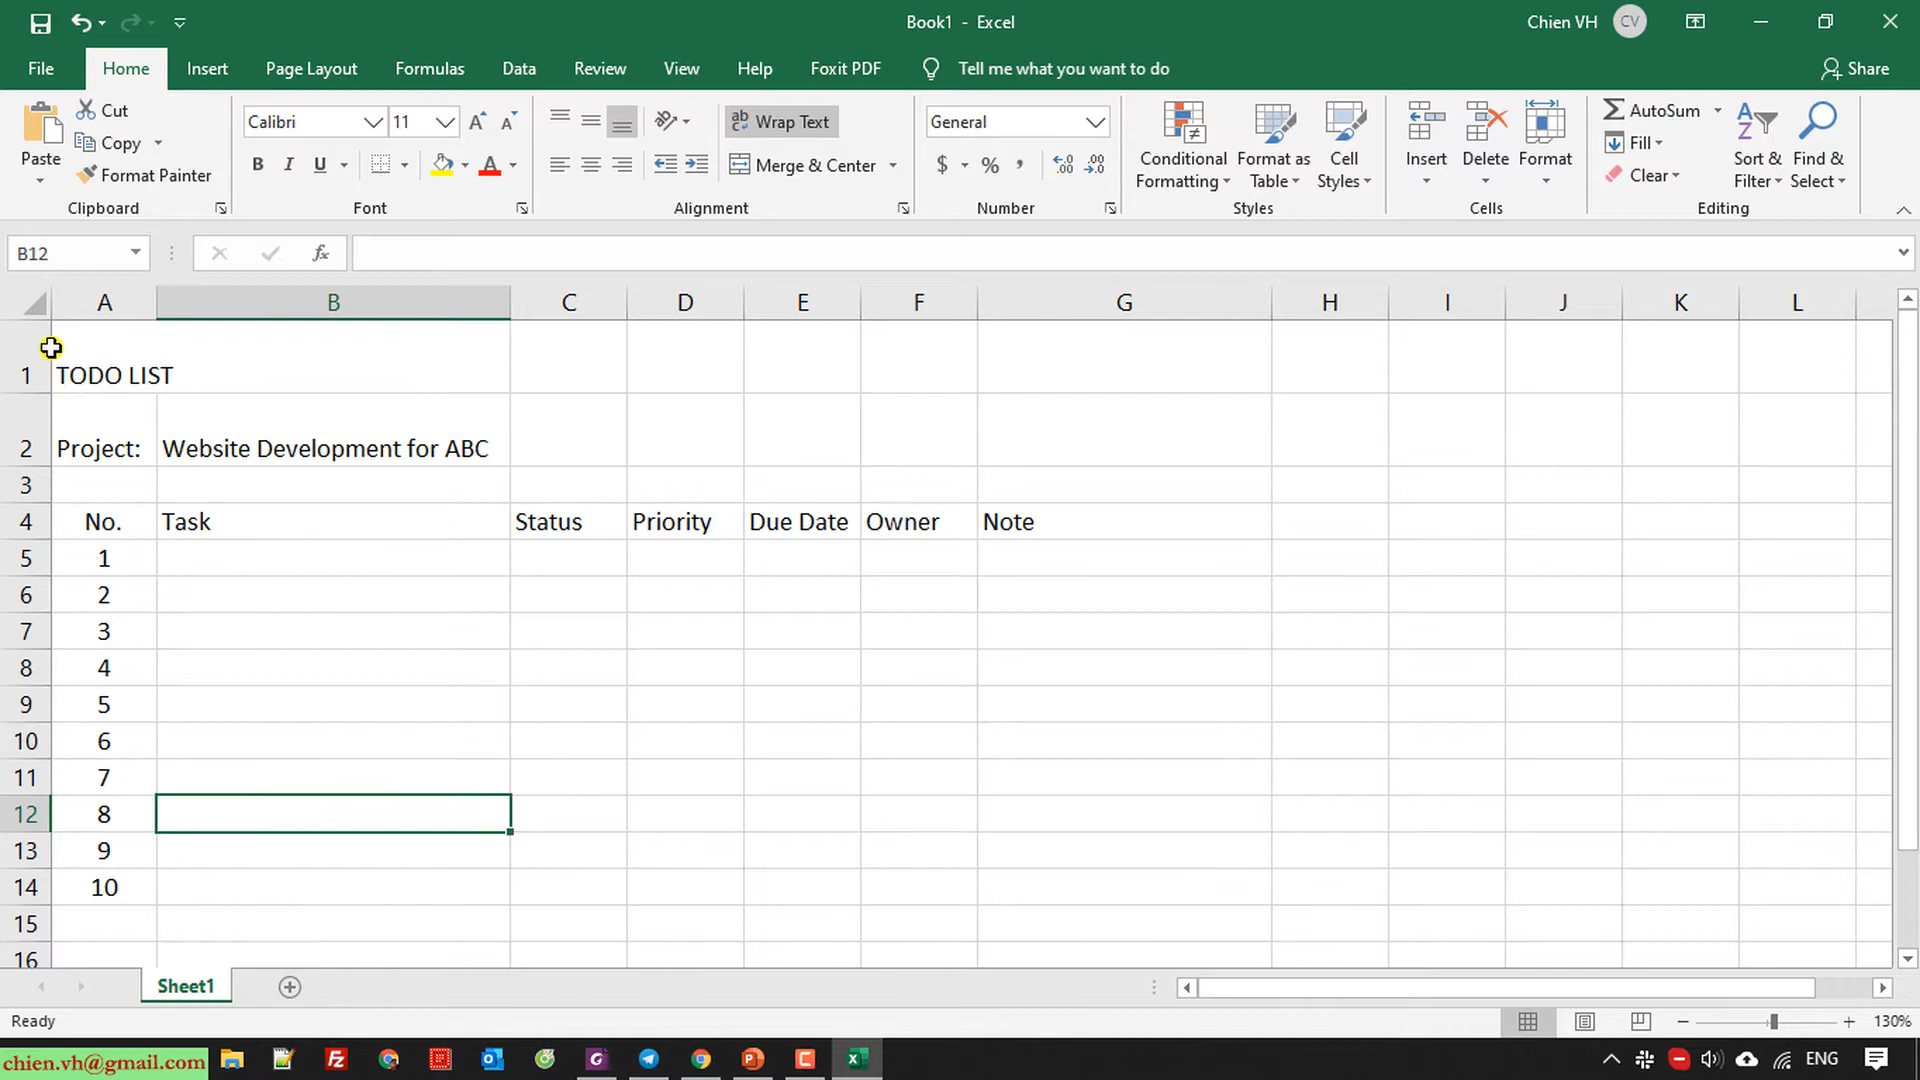 Book1 - Excel
Chien VH
CV
File Home Insert Page Layout Formulas Data Review View Help Foxit PDF Tell me what you want to do Share
Cut
Copy
Format Painter
Paste
Clipboard
Calibri 11
B I U A
Font
Wrap Text
Merge & Center
Alignment
General
$ % ,
Number
Conditional Formatting
Format as Table
Cell Styles
Styles
Insert Delete Format
Cells
AutoSum
Fill
Clear
Sort & Filter
Find & Select
Editing
B12 fx
A B C D E F G H I J K L
1 TODO LIST
2 Project: Website Development for ABC
3
4 No. Task Status Priority Due Date Owner Note
5 1
6 2
7 3
8 4
9 5
10 6
11 7
12 8
13 9
14 10
15
16
Sheet1
Ready
130%
chien.vh@gmail.com
ENG